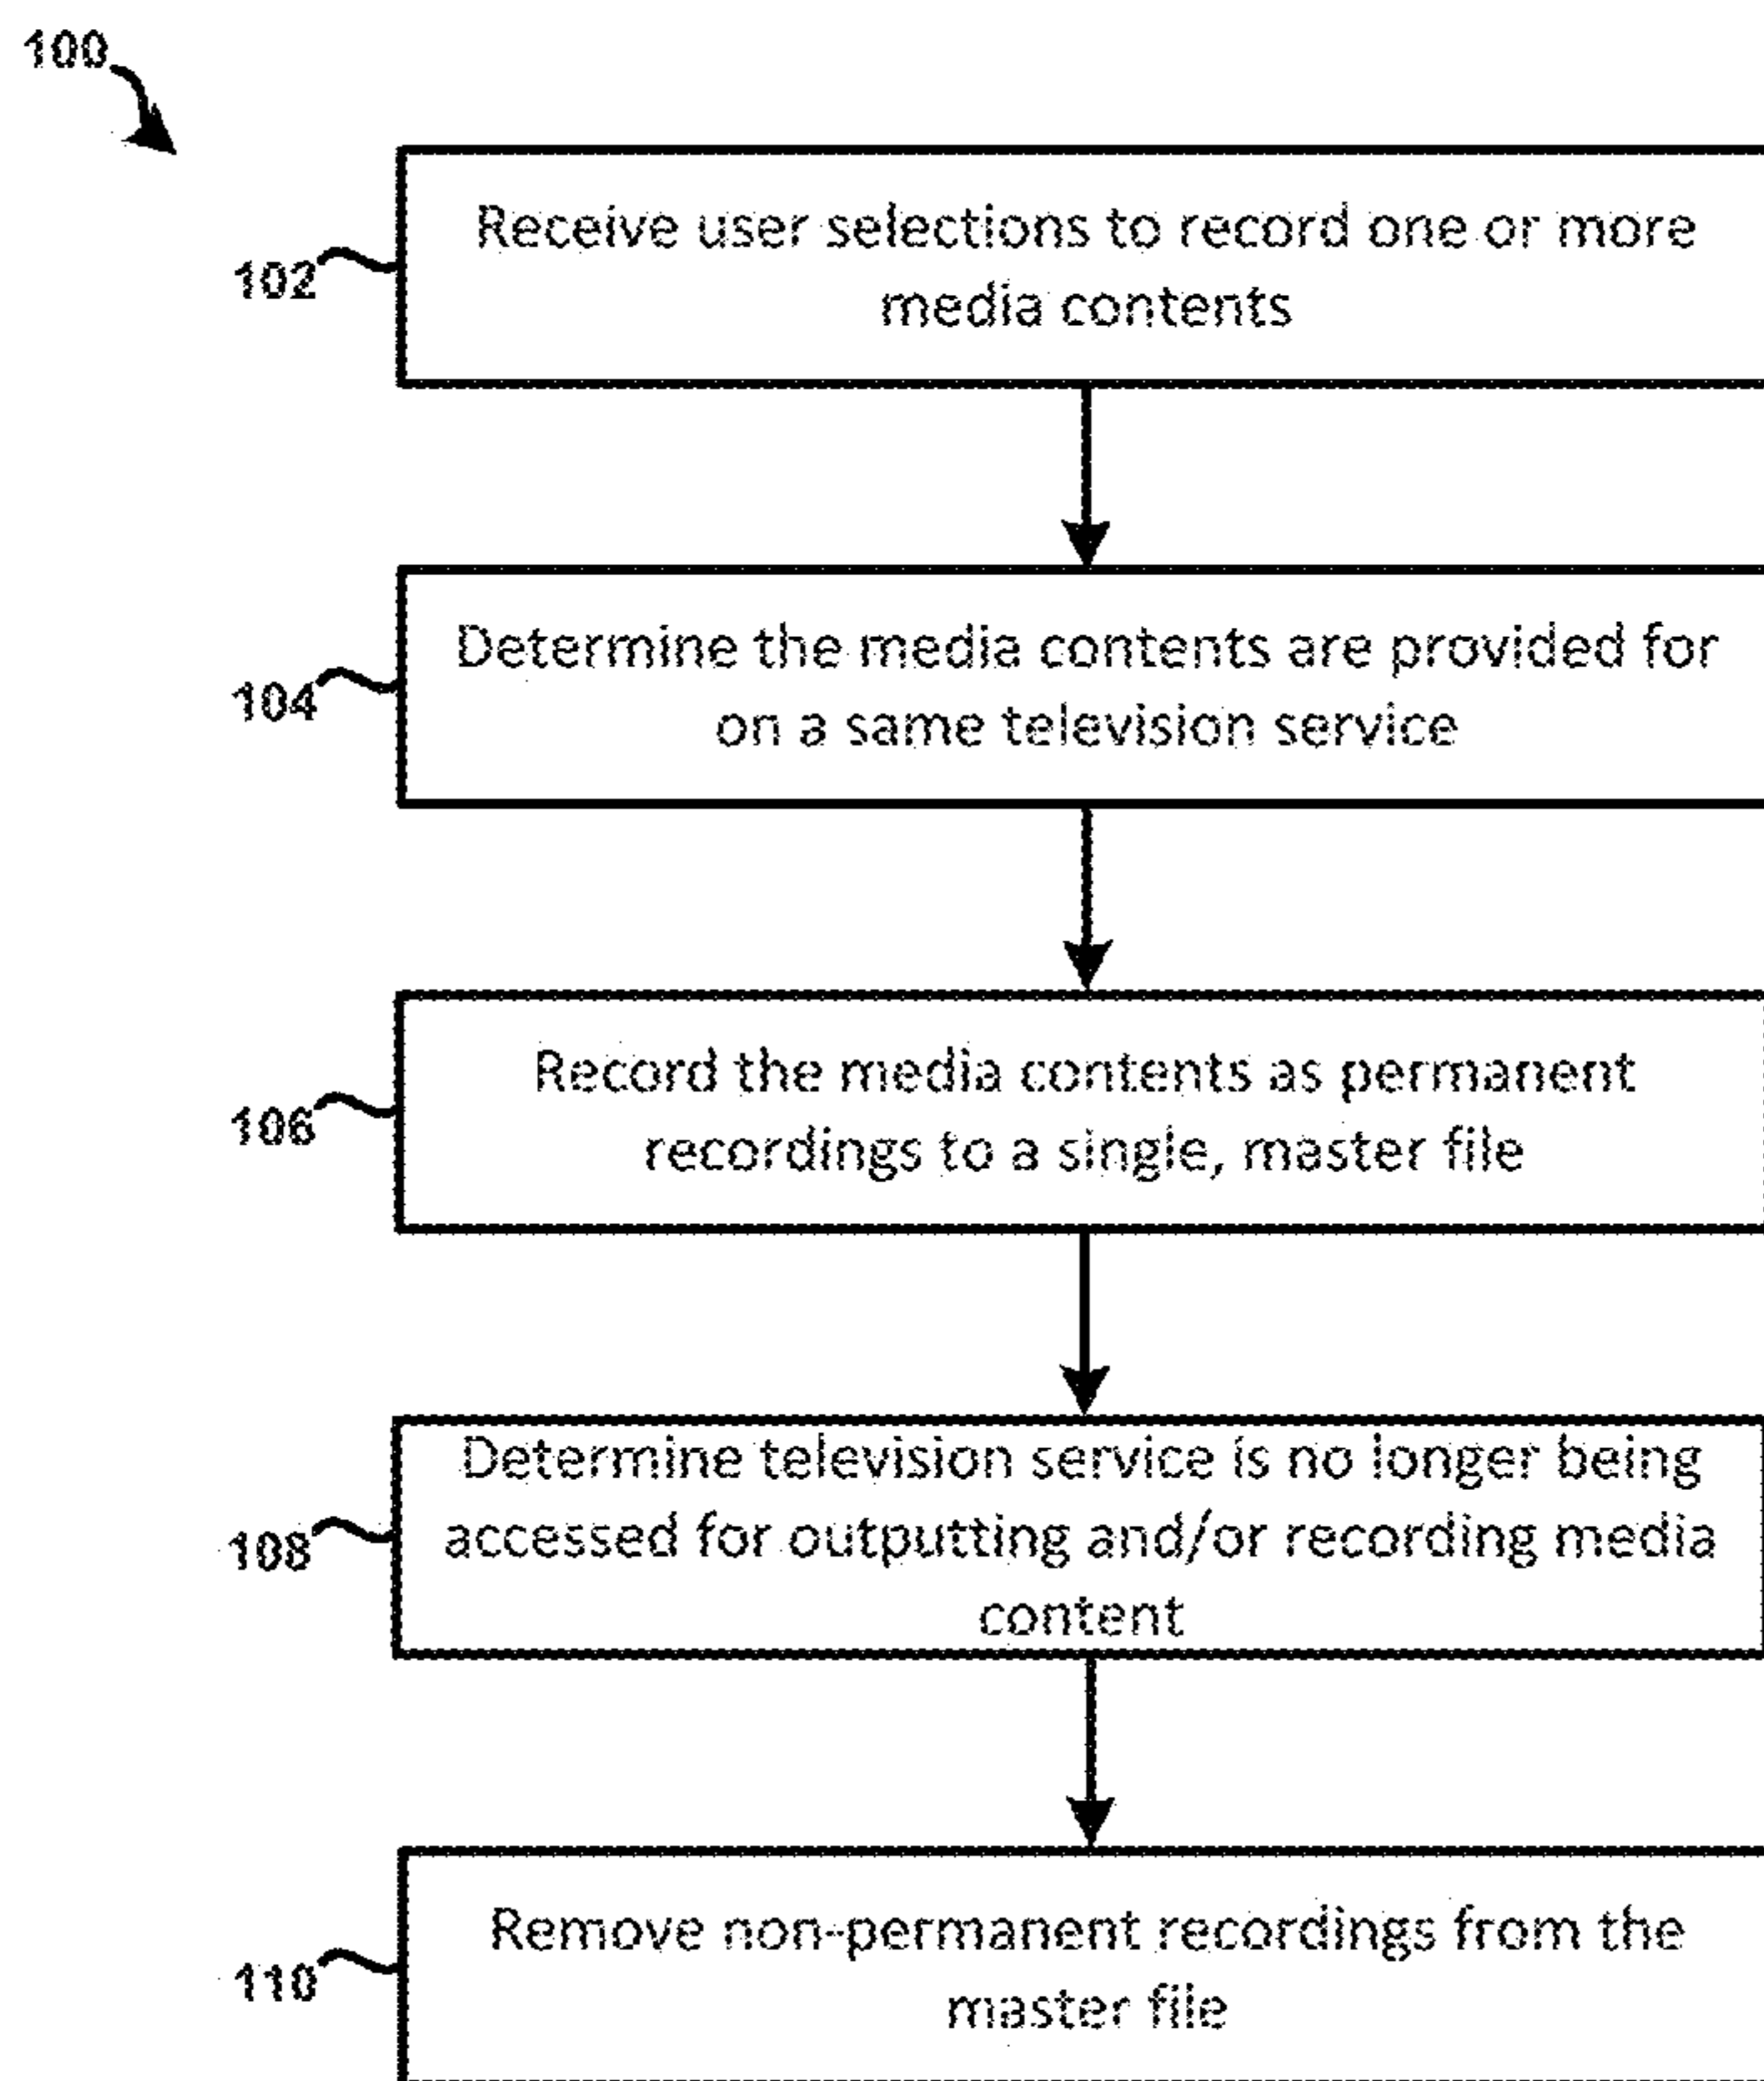 100
102
Receive user selections to record one or more
media contents
104
Determine the media contents are provided for
on a same television service
106
Record the media contents as permanent
recordings to a single, master file
108
Determine television service is no longer being
accessed for outputting and/or recording media
content
110
Remove non-permanent recordings from the
master file